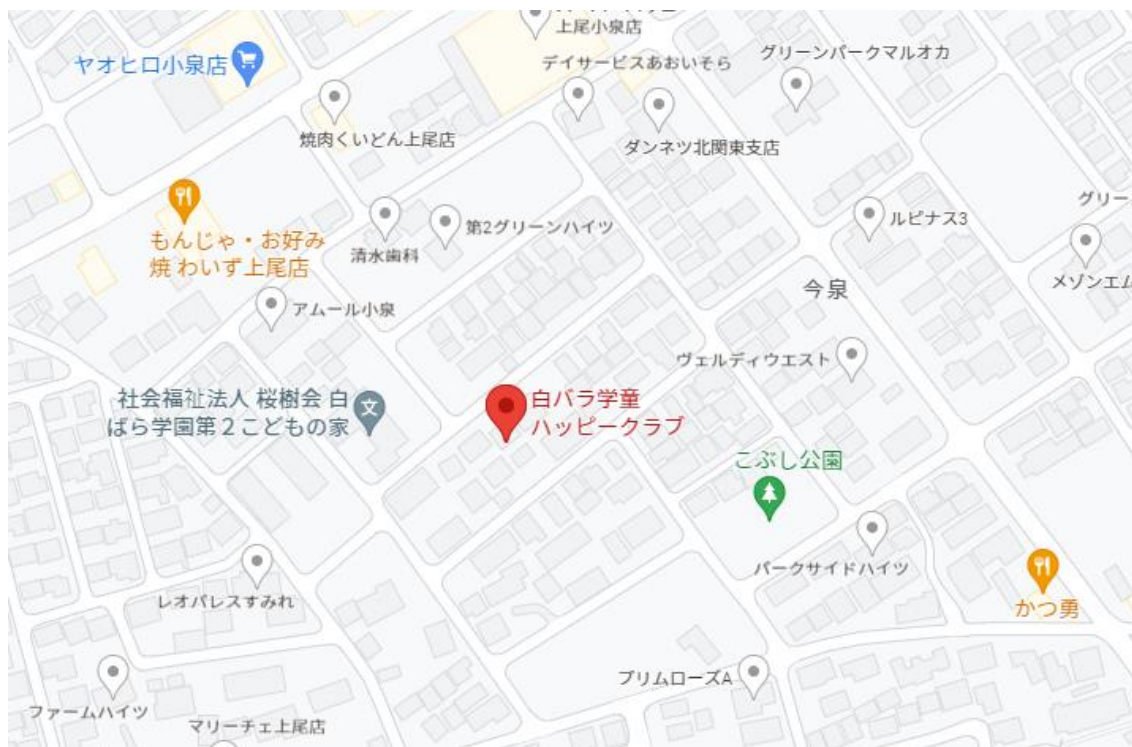 上尾小泉店
ヤオヒロ小泉店
デイサービスあおいそら
グリーンパークマルオカ
焼肉くいどん上尾店
ダンネツ北関東支店
グリー
第2グリーンハイツ
ルピナス3
もんじゃ・お好み
焼 わいず上尾店
清水歯科
メゾンエム
今泉
アムール小泉
ヴェルディウエスト
社会福祉法人 桜樹会 白
ばら学園第2こどもの家
白バラ学童
ハッピークラブ
こぶし公園
パークサイドハイツ
レオパレスすみれ
かつ勇
プリムローズA
ファームハイツ
マリーチェ上尾店